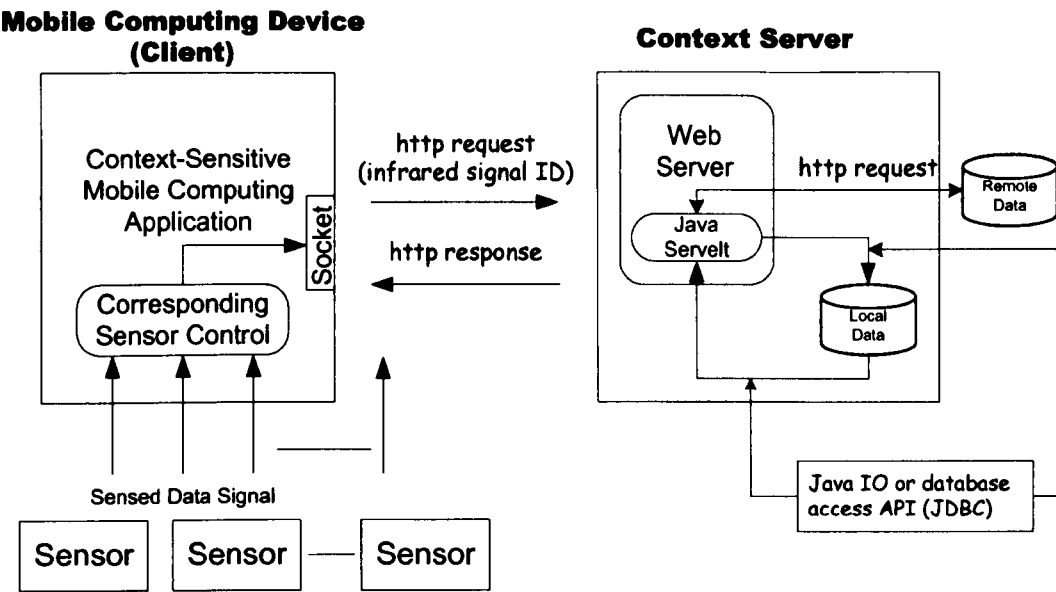 Mobile Computing Device
(Client)
Context Server
Context-Sensitive
Mobile Computing
Application
Socket
Corresponding
Sensor Control
Sensed Data Signal
Sensor
Sensor
Sensor
http request
(infrared signal ID)
http response
Web
Server
Java
Servelt
http request
Remote
Data
Local
Data
Java IO or database
access API (JDBC)